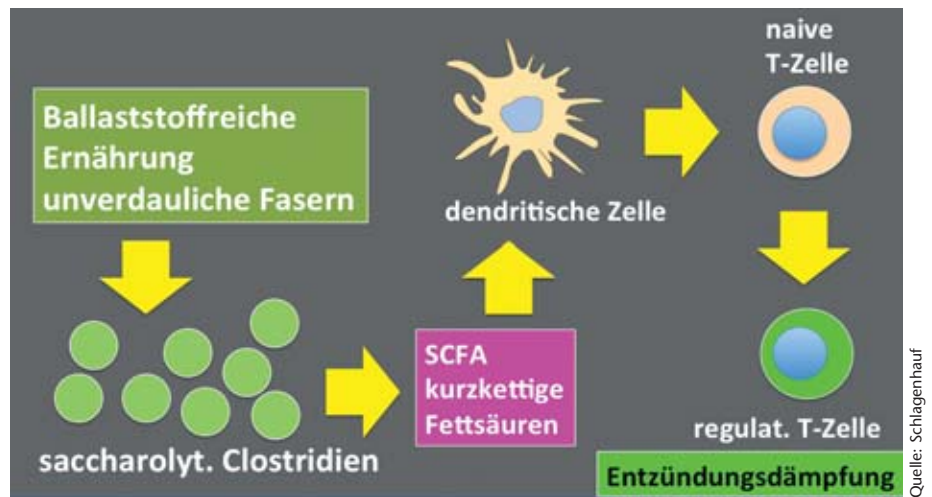 Ballaststoffreiche
Ernährung
unverdauliche Fasern
saccharolyt. Clostridien
SCFA
kurzkettige
Fettsäuren
dendritische Zelle
naive
T-Zelle
regulat. T-Zelle
Entzündungsdämpfung
Quelle: Schlagenhauf